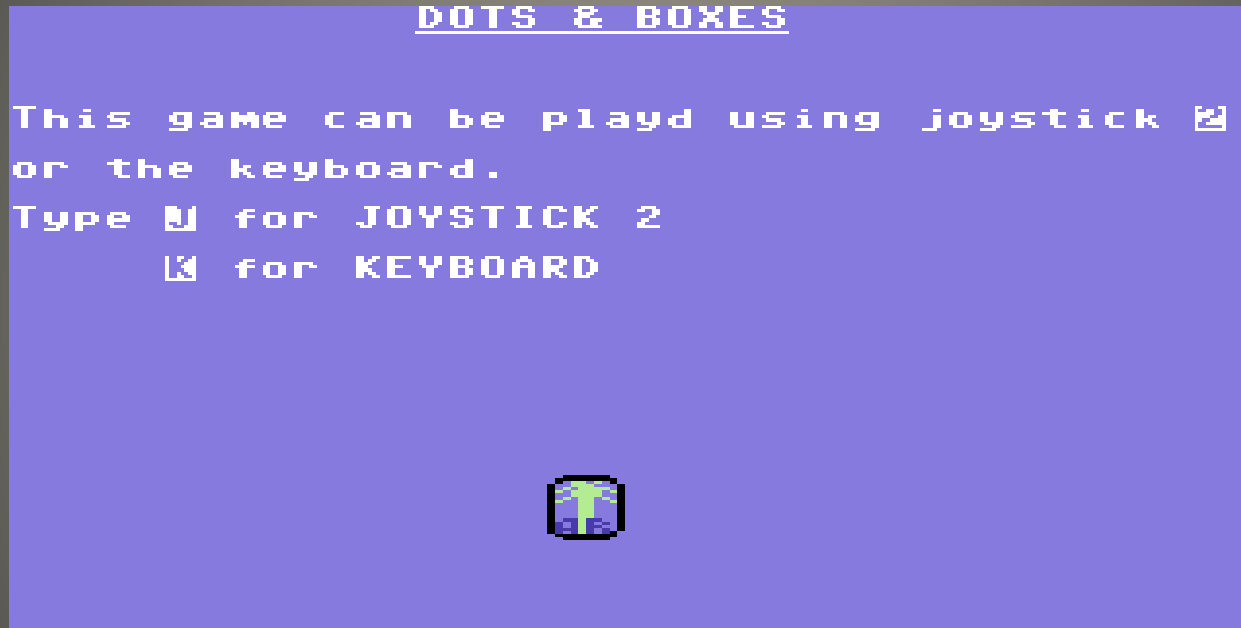 DOTS & BOXES
This game can be playd using joystick 2
or the keyboard.
Type J for JOYSTICK 2
K for KEYBOARD